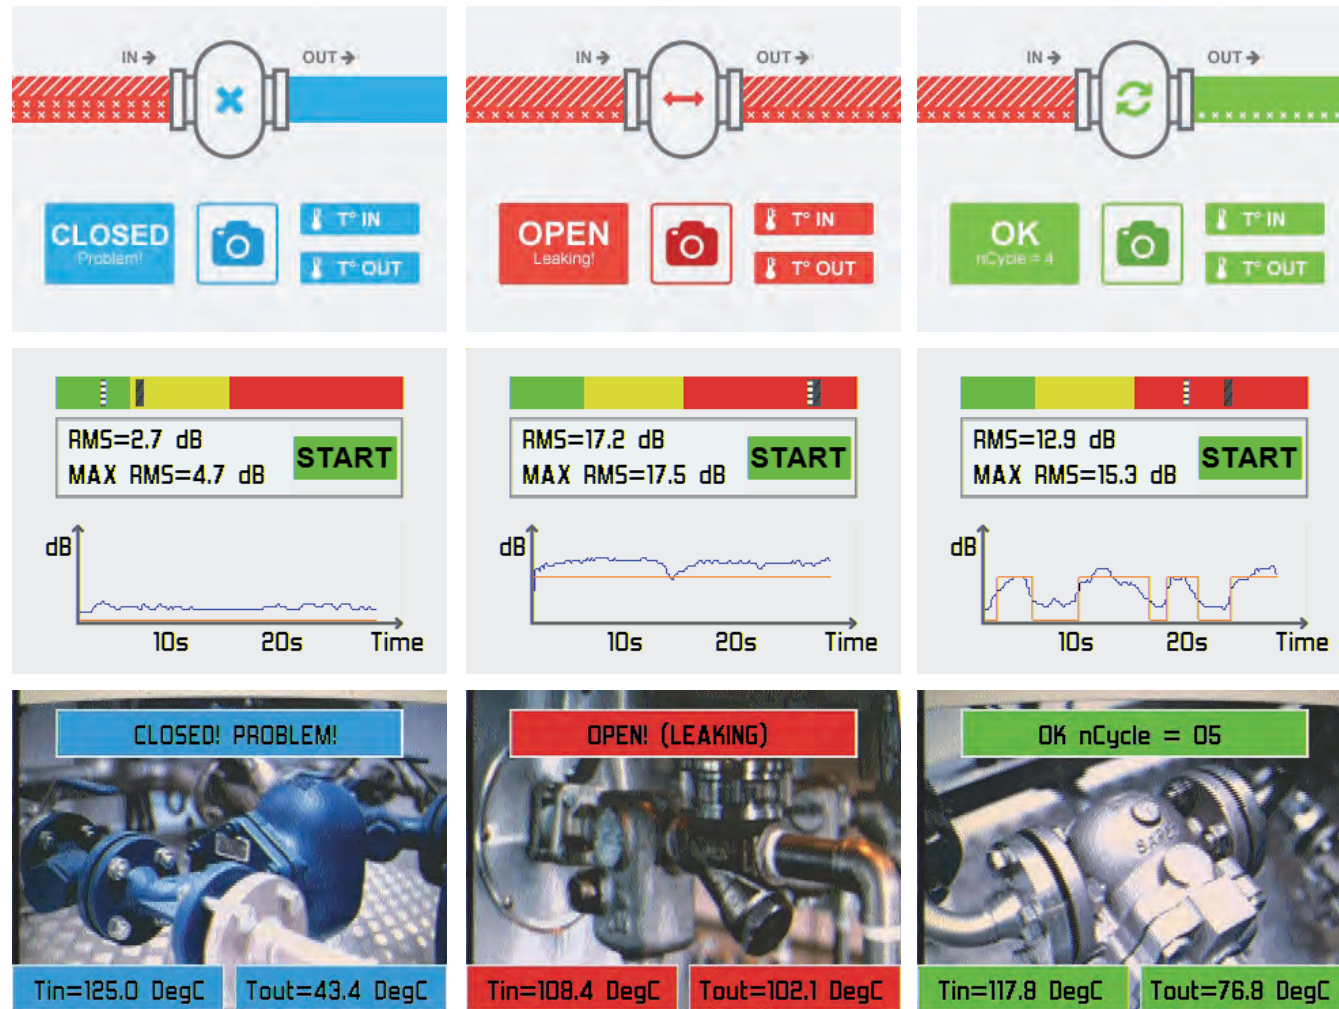 IN → OUT →
CLOSED
Problem!
T° IN
T° OUT
IN → OUT →
OPEN
Leaking!
T° IN
T° OUT
IN → OUT →
OK
nCycle = 4
T° IN
T° OUT
RMS=2.7 dB
MAX RMS=4.7 dB
START
dB
10s 20s Time
RMS=17.2 dB
MAX RMS=17.5 dB
START
dB
10s 20s Time
RMS=12.9 dB
MAX RMS=15.3 dB
START
dB
10s 20s Time
CLOSED! PROBLEM!
Tin=125.0 DegC Tout=43.4 DegC
OPEN! (LEAKING)
Tin=108.4 DegC Tout=102.1 DegC
OK nCycle = 05
Tin=117.8 DegC Tout=76.8 DegC